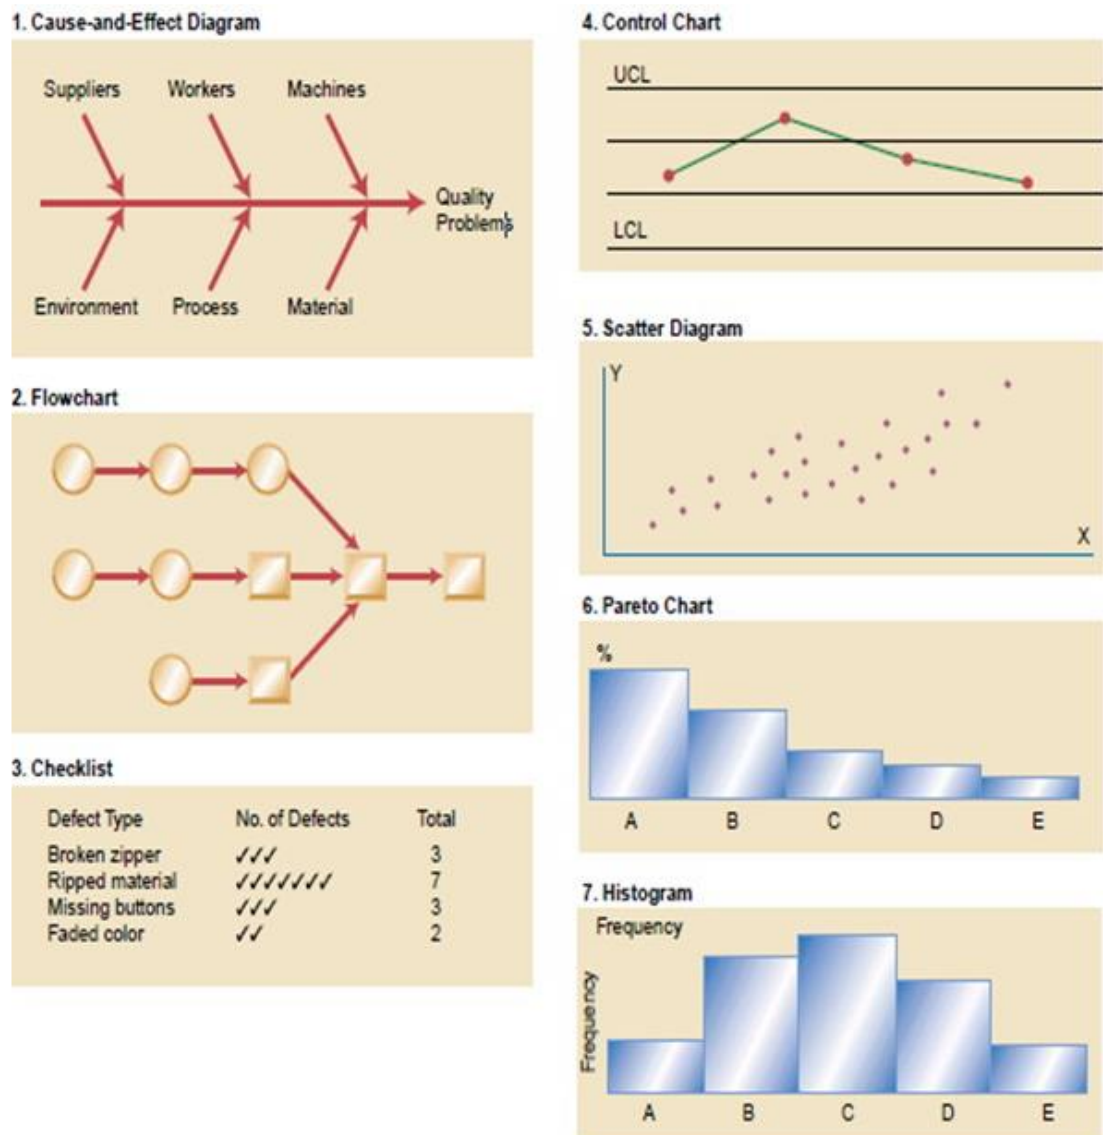 1. Cause-and-Effect Diagram
Suppliers Workers Machines
Quality
Problems
Environment Process Material
2. Flowchart
3. Checklist
Defect Type No. of Defects Total
Broken zipper ✓✓✓ 3
Ripped material ✓✓✓✓✓✓✓ 7
Missing buttons ✓✓✓ 3
Faded color ✓✓ 2
4. Control Chart
UCL
LCL
5. Scatter Diagram
Y
X
6. Pareto Chart
%
A B C D E
7. Histogram
Frequency
Frequency
A B C D E